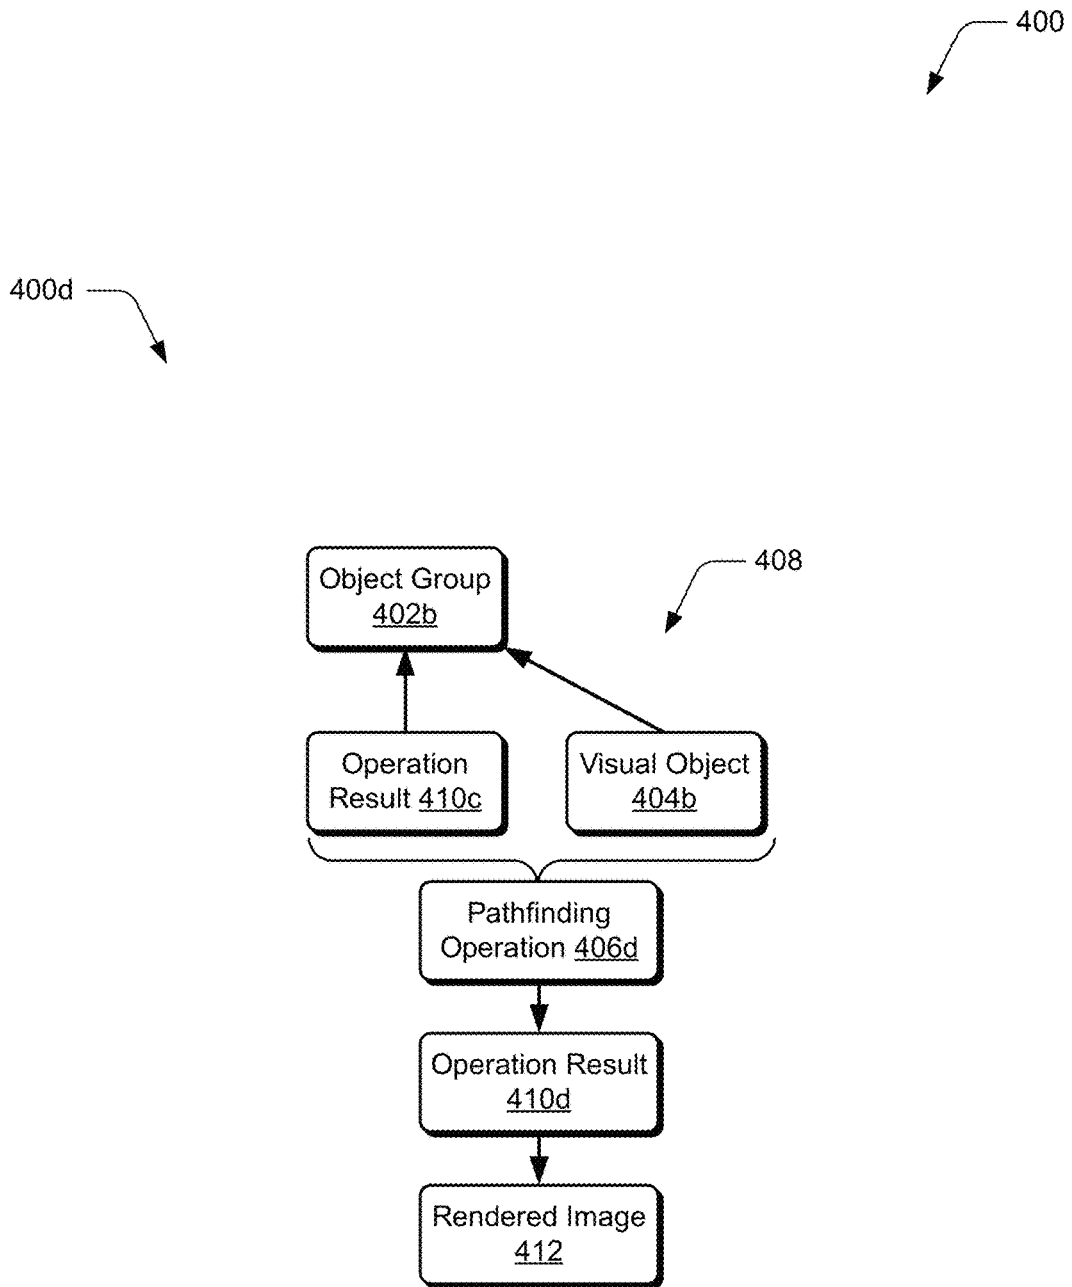 400
400d
Object Group
402b
408
Operation
Result 410c
Visual Object
404b
Pathfinding
Operation 406d
Operation Result
410d
Rendered Image
412